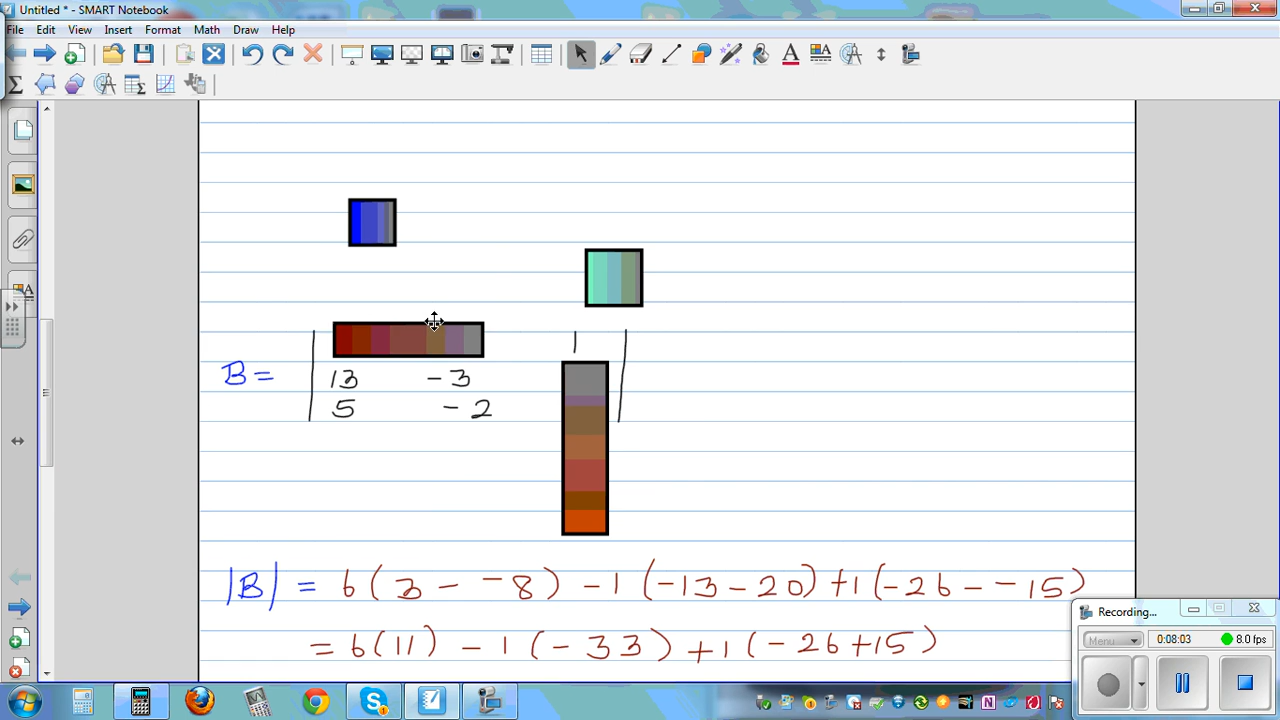 Untitled * - SMART Notebook
File Edit View Insert Format Math Draw Help
1
B = 13 -3
5 -2
|B| = 6(3 - -8) -1(-13-20) +1(-26 - -15)
= 6(11) - 1(-33) +1(-26+15)
Recording...
Menu 0:08:03 8.0 fps